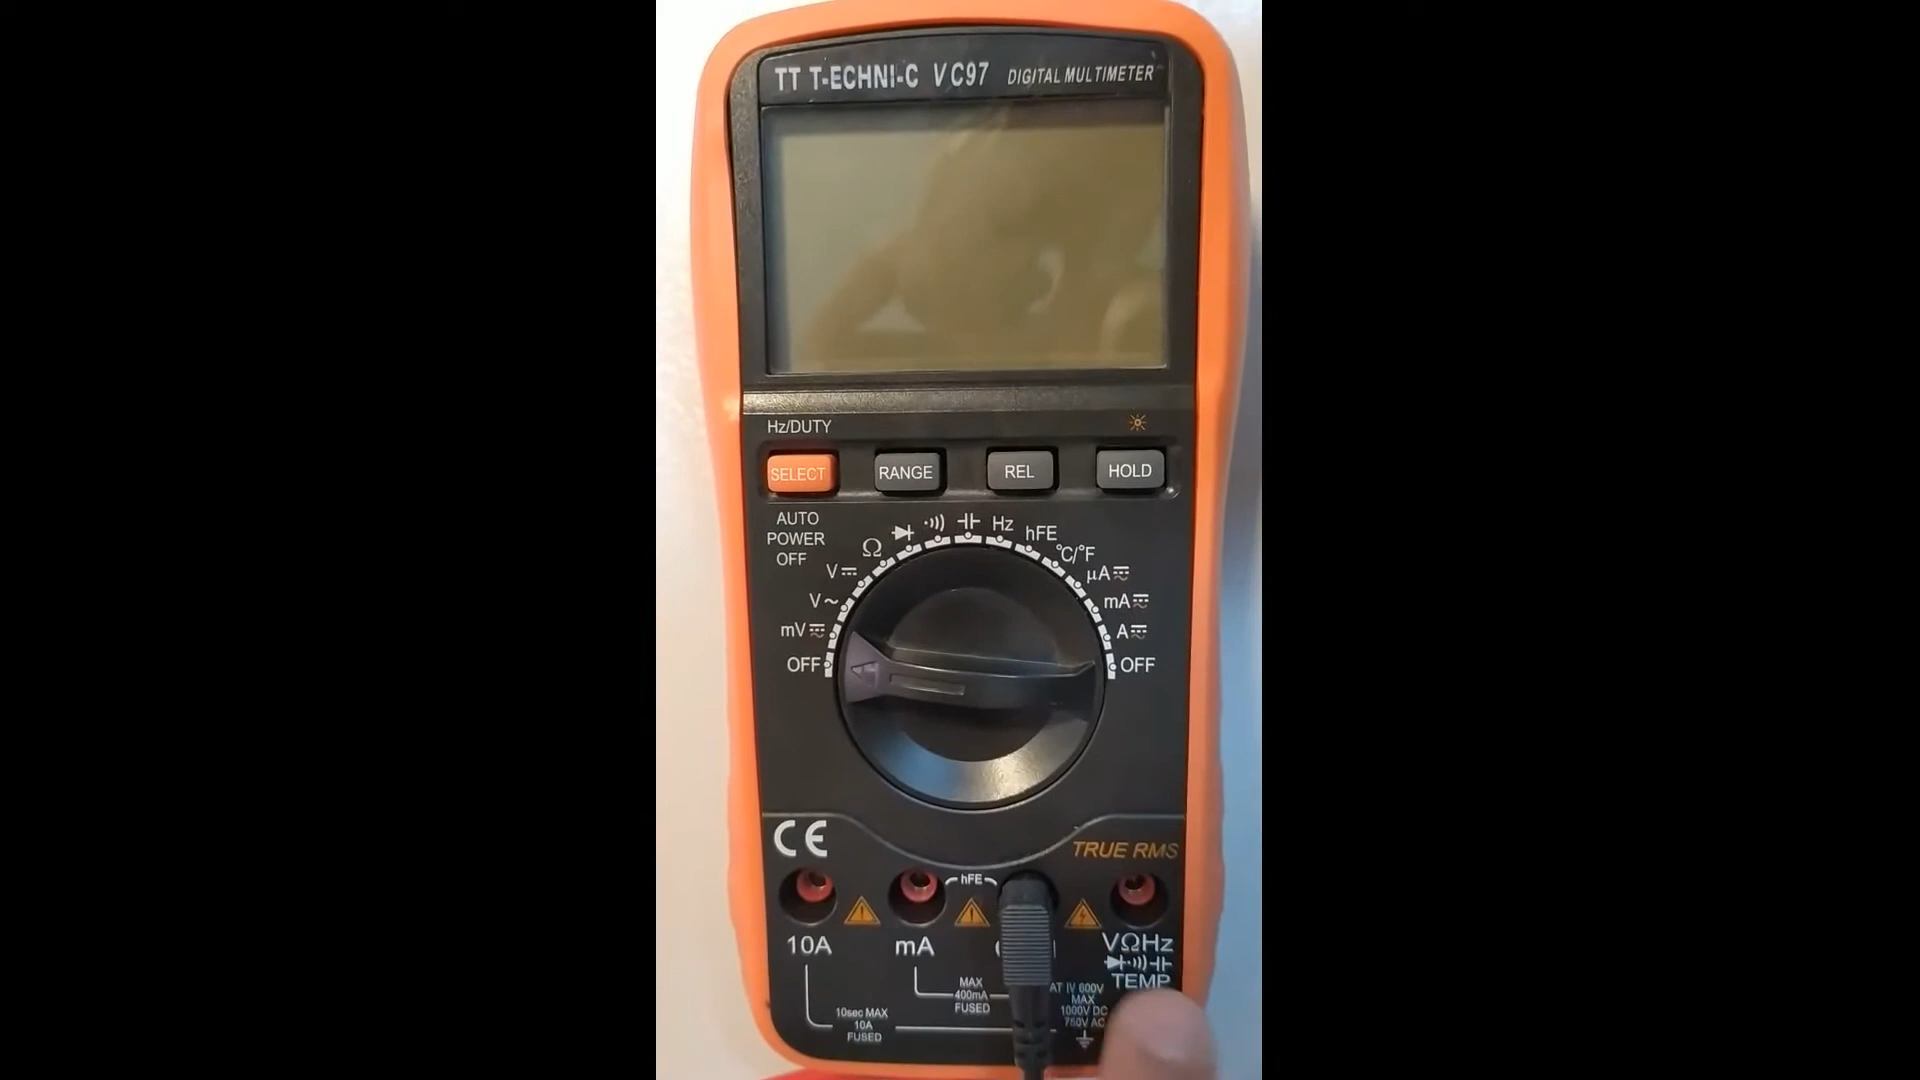 TT T-ECHNI-C VC97 DIGITAL MULTIMETER
Hz/DUTY
SELECT RANGE REL HOLD
AUTO
POWER
OFF
OFF
mV
V~
V
Ω
Hz
hFE
°C/°F
µA
mA
A
OFF
CE
TRUE RMS
hFE
10A
mA
VΩHz
TEMP
MAX
400mA
FUSED
10sec MAX
10A
FUSED
IV 600V
MAX
1000V DC
750V AC